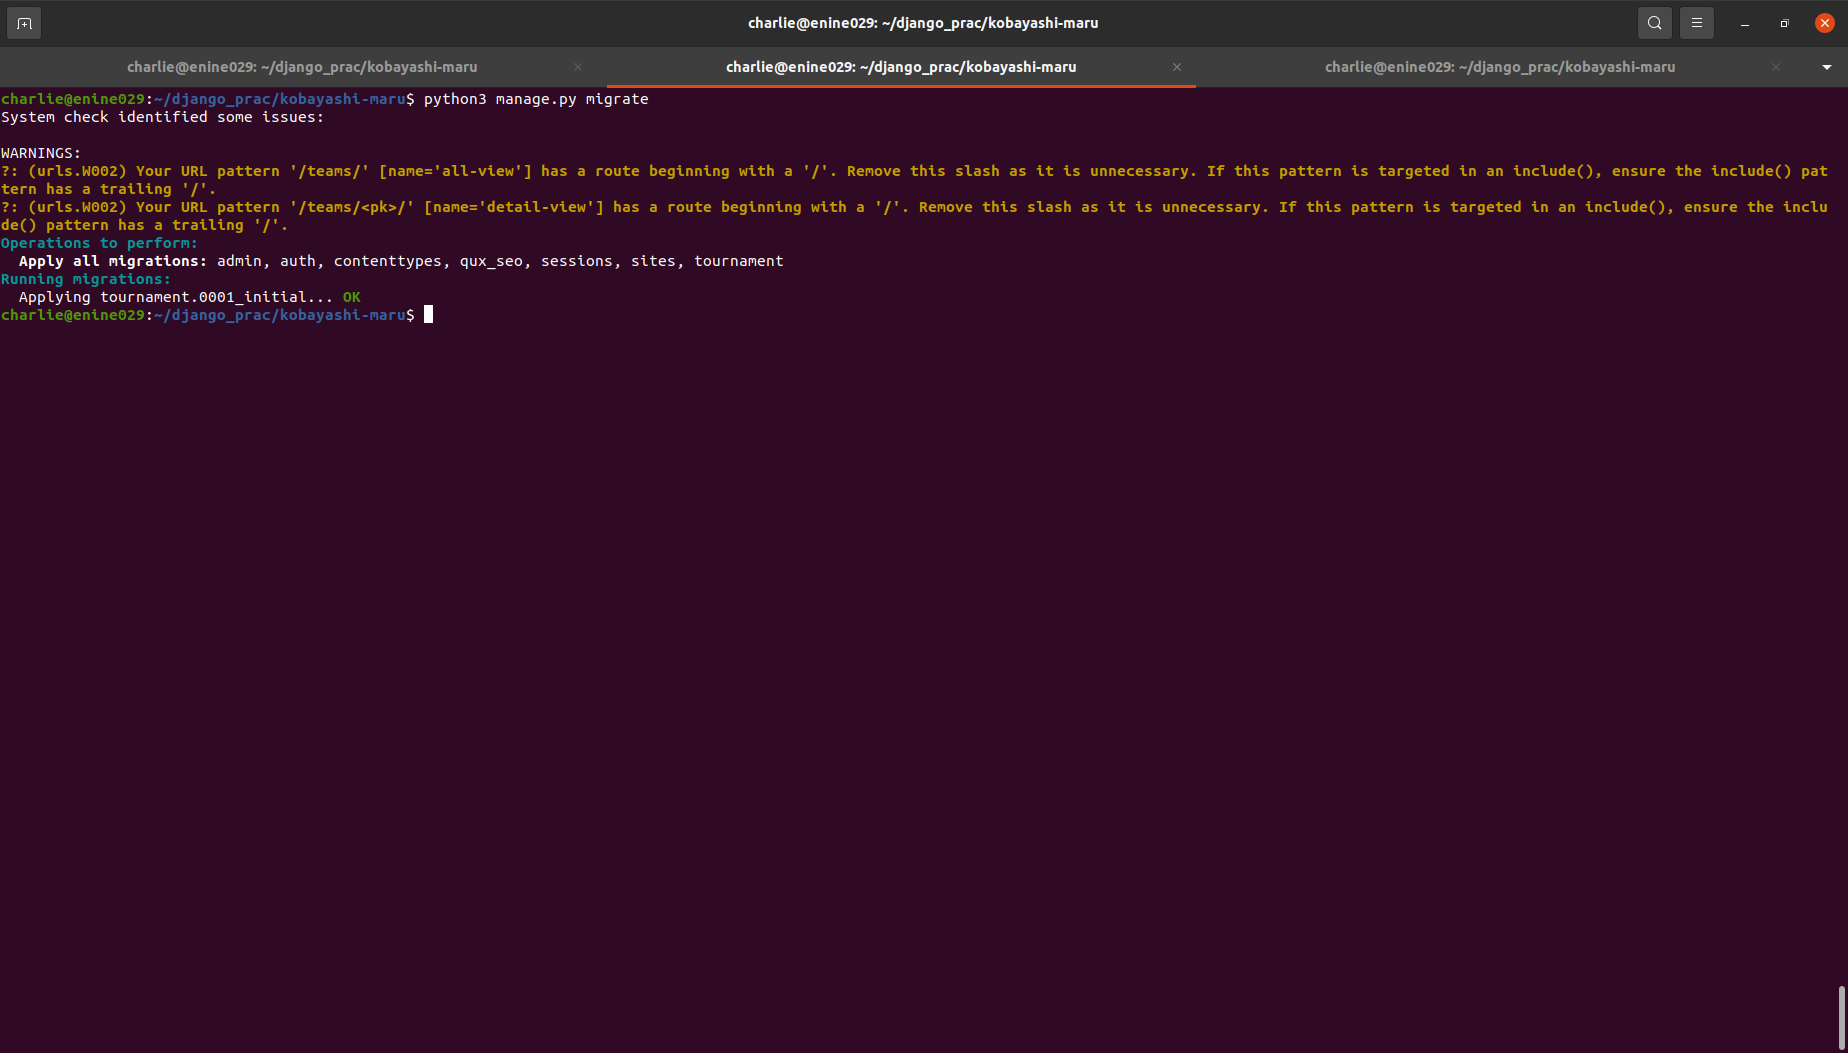 charlie@enine029: ~/django_prac/kobayashi-maru
charlie@enine029: ~/django_prac/kobayashi-maru
charlie@enine029: ~/django_prac/kobayashi-maru
charlie@enine029: ~/django_prac/kobayashi-maru
charlie@enine029:~/django_prac/kobayashi-maru$ python3 manage.py migrate
System check identified some issues:

WARNINGS:
?: (urls.W002) Your URL pattern '/teams/' [name='all-view'] has a route beginning with a '/'. Remove this slash as it is unnecessary. If this pattern is targeted in an include(), ensure the include() pat
tern has a trailing '/'.
?: (urls.W002) Your URL pattern '/teams/<pk>/' [name='detail-view'] has a route beginning with a '/'. Remove this slash as it is unnecessary. If this pattern is targeted in an include(), ensure the inclu
de() pattern has a trailing '/'.
Operations to perform:
  Apply all migrations: admin, auth, contenttypes, qux_seo, sessions, sites, tournament
Running migrations:
  Applying tournament.0001_initial... OK
charlie@enine029:~/django_prac/kobayashi-maru$